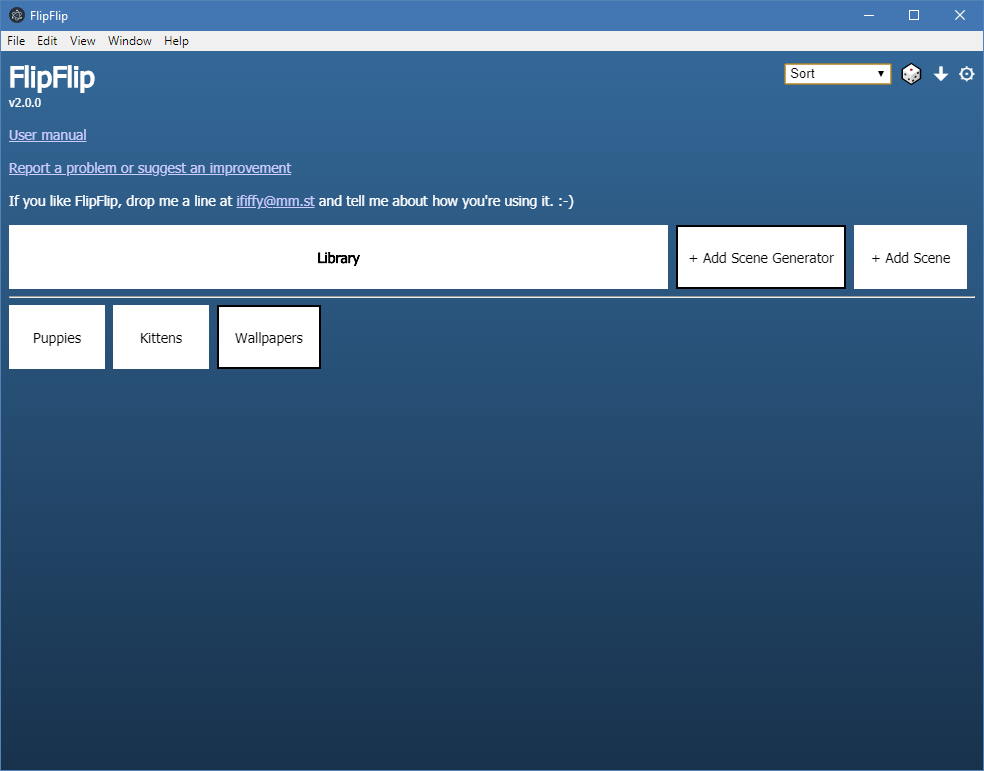 FlipFlip
File Edit View Window Help
FlipFlip
Sort
v2.0.0
User manual
Report a problem or suggest an improvement
If you like FlipFlip, drop me a line at ififfy@mm.st and tell me about how you're using it. :-)
Library
+ Add Scene Generator
+ Add Scene
Puppies
Kittens
Wallpapers